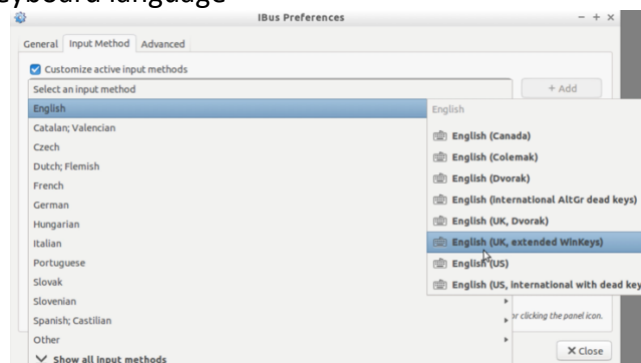 eyboard language
IBus Preferences
General Input Method Advanced
Customize active input methods
Select an input method
+ Add
English
Catalan; Valencian
Czech
Dutch; Flemish
French
German
Hungarian
Italian
Portuguese
Slovak
Slovenian
Spanish; Castilian
Other
Show all input methods
English
English (Canada)
English (Colemak)
English (Dvorak)
English (international AltGr dead keys)
English (UK, Dvorak)
English (UK, extended WinKeys)
English (US)
English (US, international with dead key
or clicking the panel icon.
Close